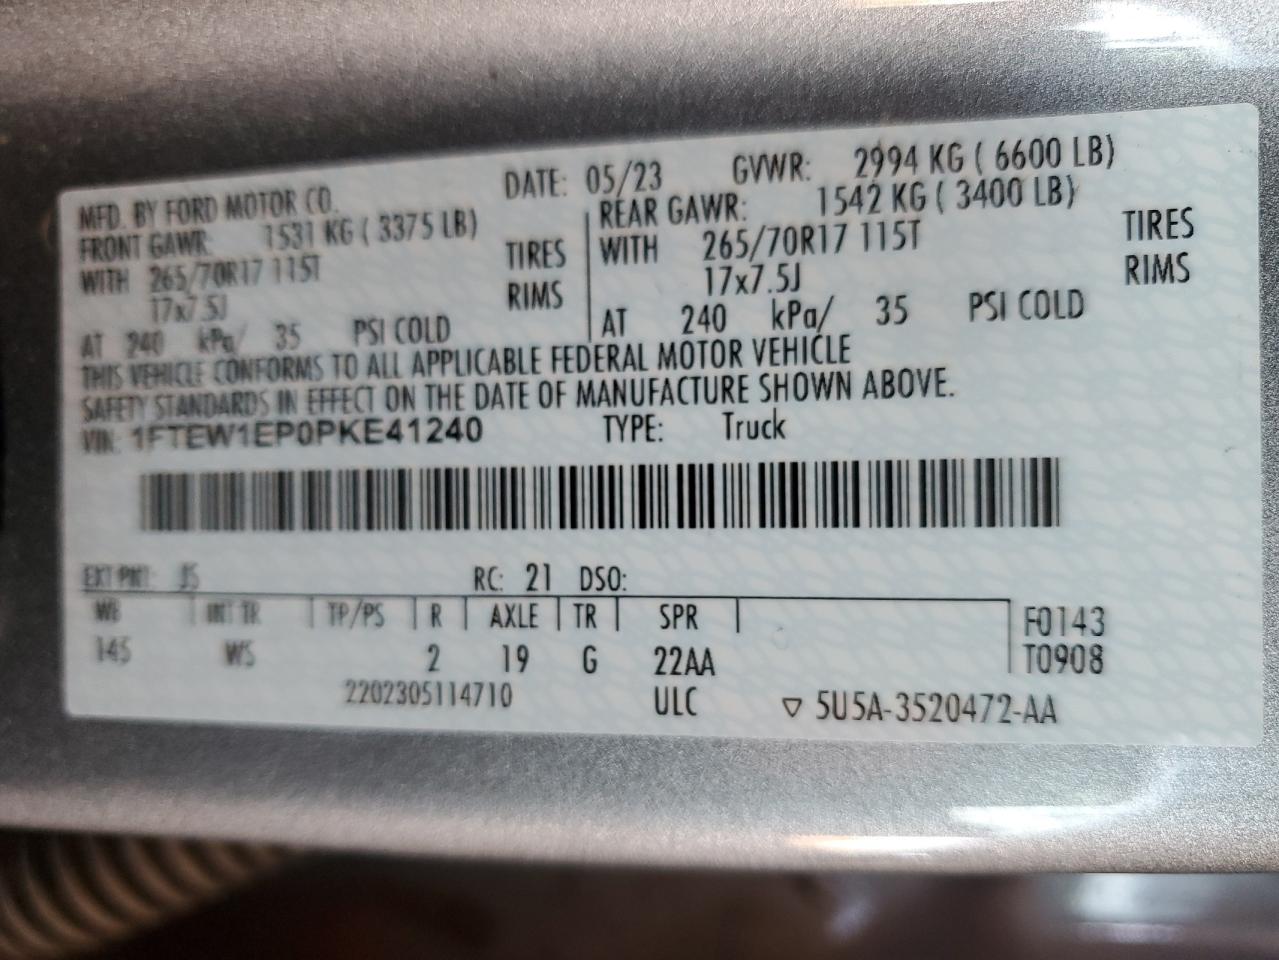 MFD. BY FORD MOTOR CO. DATE: 05/23 GVWR: 2994 KG ( 6600 LB)
FRONT GAWR: 1531 KG ( 3375 LB) REAR GAWR: 1542 KG ( 3400 LB)
WITH 265/70R17 115T TIRES WITH 265/70R17 115T TIRES
17x7.5J RIMS 17x7.5J RIMS
AT 240 kPa/ 35 PSI COLD AT 240 kPa/ 35 PSI COLD
THIS VEHICLE CONFORMS TO ALL APPLICABLE FEDERAL MOTOR VEHICLE
SAFETY STANDARDS IN EFFECT ON THE DATE OF MANUFACTURE SHOWN ABOVE.
VIN: 1FTEW1EP0PKE41240 TYPE: Truck
EXT PNT: JS RC: 21 DSO:
WB INT TR TP/PS R AXLE TR SPR F0143
145 WS 2 19 G 22AA T0908
2202305114710 ULC ▽ 5U5A-3520472-AA